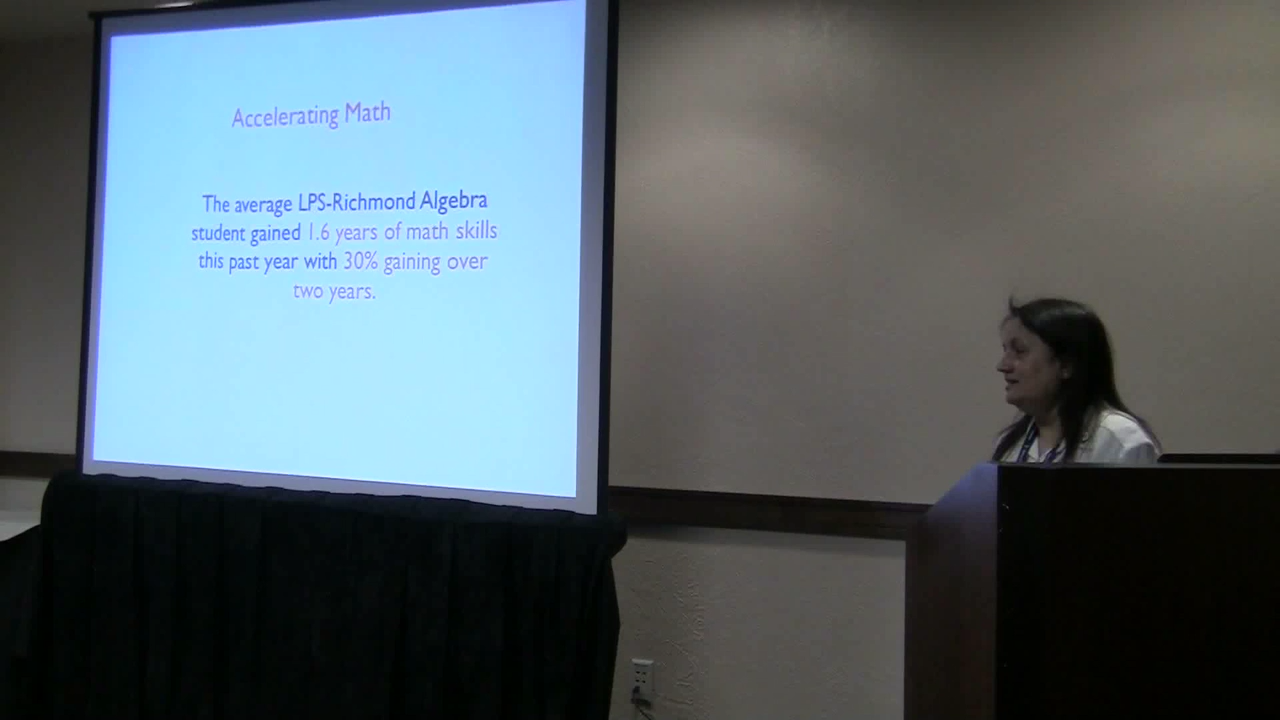 Accelerating Math
The average LPS-Richmond Algebra
student gained 1.6 years of math skills
this past year with 30% gaining over
two years.